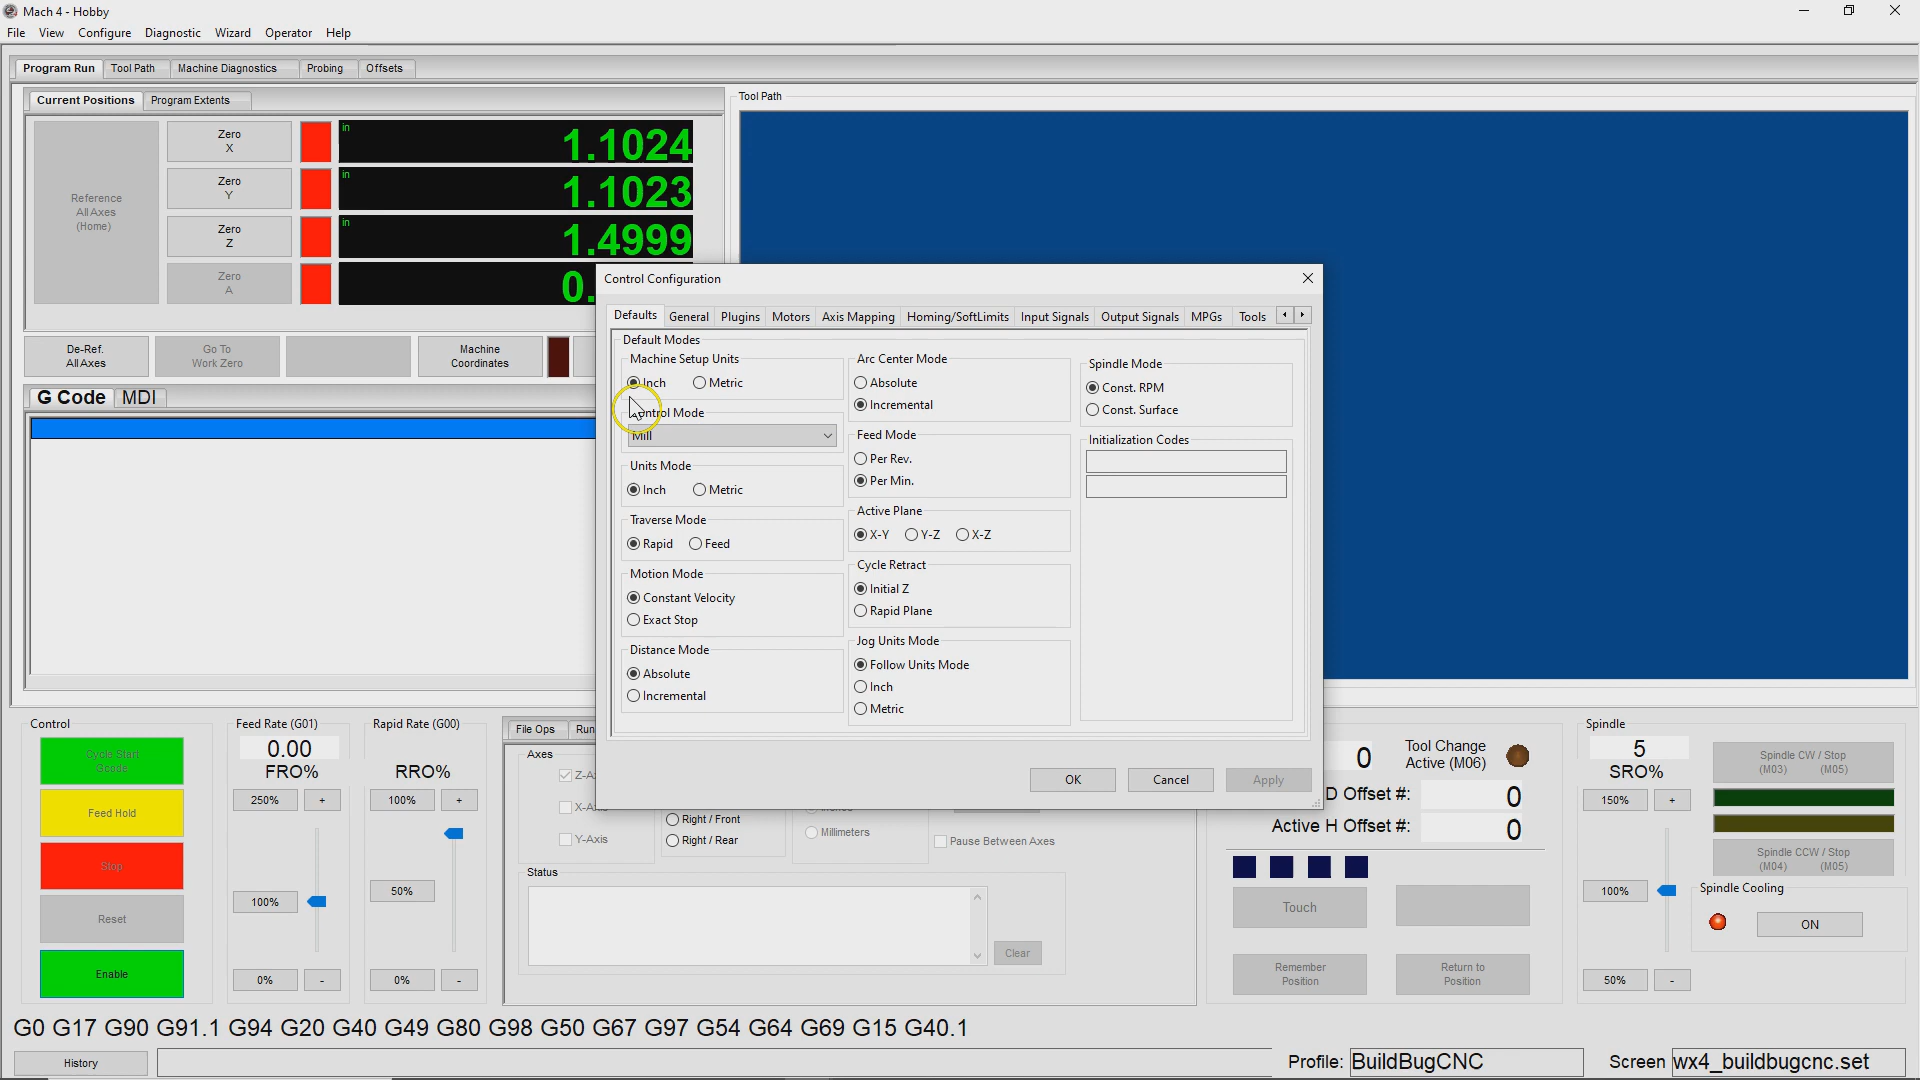 Mach 4 - Hobby
File View Configure Diagnostic Wizard Operator Help
Program Run Tool Path Machine Diagnostics Probing Offsets
Current Positions Program Extents
Tool Path
Reference
All Axes
(Home)
Zero
X
in
1.1024
Zero
Y
in
1.1023
Zero
Z
in
1.4999
Zero
A
0.
De-Ref.
All Axes
Go To
Work Zero
Machine
Coordinates
G Code MDI
Control Configuration
Defaults General Plugins Motors Axis Mapping Homing/SoftLimits Input Signals Output Signals MPGs Tools
Default Modes
Machine Setup Units
Inch Metric
Control Mode
Mill
Units Mode
Inch Metric
Traverse Mode
Rapid Feed
Motion Mode
Constant Velocity
Exact Stop
Distance Mode
Absolute
Incremental
Arc Center Mode
Absolute
Incremental
Feed Mode
Per Rev.
Per Min.
Active Plane
X-Y Y-Z X-Z
Cycle Retract
Initial Z
Rapid Plane
Jog Units Mode
Follow Units Mode
Inch
Metric
Spindle Mode
Const. RPM
Const. Surface
Initialization Codes
OK Cancel Apply
Control
Cycle Start
Gcode
Feed Hold
Stop
Reset
Enable
Feed Rate (G01)
0.00
FRO%
250% +
100%
0% -
Rapid Rate (G00)
RRO%
100% +
50%
0% -
File Ops Run
Axes
Z-A
X-Axis
Y-Axis
Right / Front
Right / Rear
Millimeters
Pause Between Axes
Status
Clear
0
Tool Change
Active (M06)
D Offset #: 0
Active H Offset #: 0
Touch
Remember
Position
Return to
Position
Spindle
5
SRO%
150% +
100%
50% -
Spindle CW / Stop
(M03) (M05)
Spindle CCW / Stop
(M04) (M05)
Spindle Cooling
ON
G0 G17 G90 G91.1 G94 G20 G40 G49 G80 G98 G50 G67 G97 G54 G64 G69 G15 G40.1
History
Profile: BuildBugCNC
Screen wx4_buildbugcnc.set